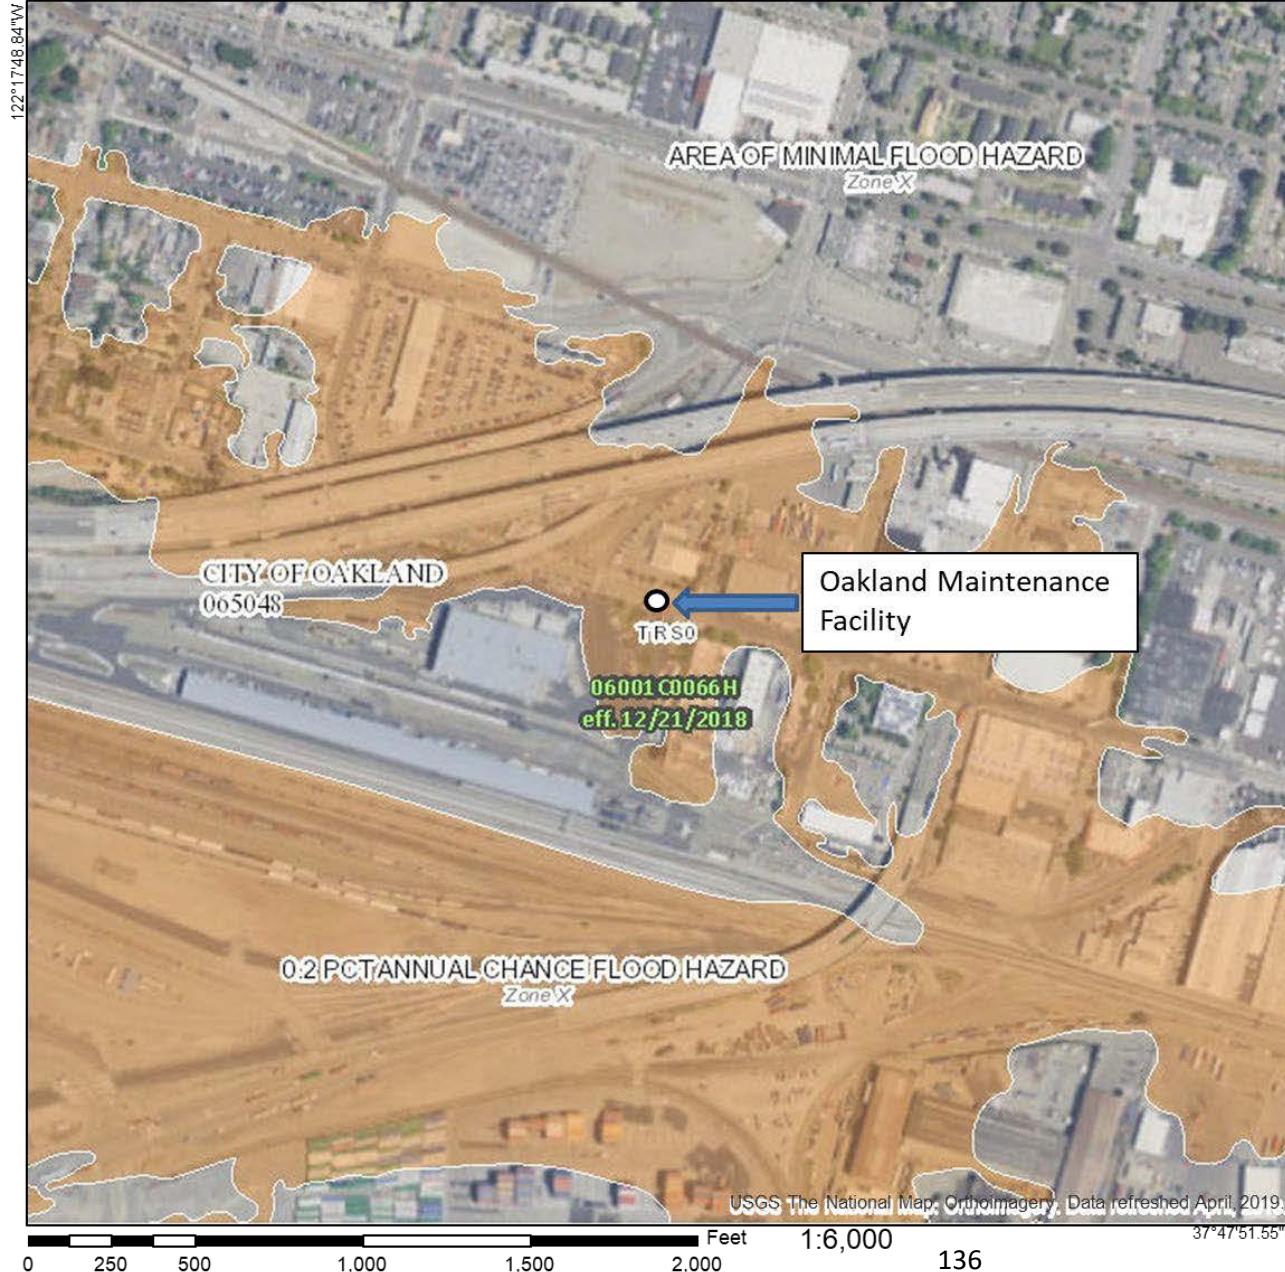 122°17'48.84"W
AREA OF MINIMAL FLOOD HAZARD
Zone X
CITY OF OAKLAND
065048
Oakland Maintenance
Facility
T R S0
06001C0066H
eff. 12/21/2018
0.2 PCT ANNUAL CHANCE FLOOD HAZARD
Zone X
USGS The National Map: Orthoimagery. Data refreshed April, 2019.
37°47'51.55"
0 250 500 1,000 1,500 2,000 Feet
1:6,000
136